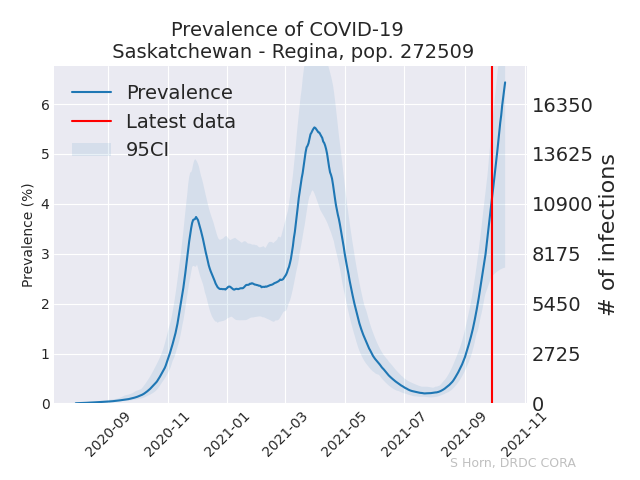 Prevalence of COVID-19
Saskatchewan - Regina, pop. 272509
Prevalence
Latest data
95CI
Prevalence (%)
6
5
4
3
2
1
0
16350
13625
10900
8175
5450
2725
0
# of infections
2020-09
2020-11
2021-01
2021-03
2021-05
2021-07
2021-09
2021-11
S Horn, DRDC CORA